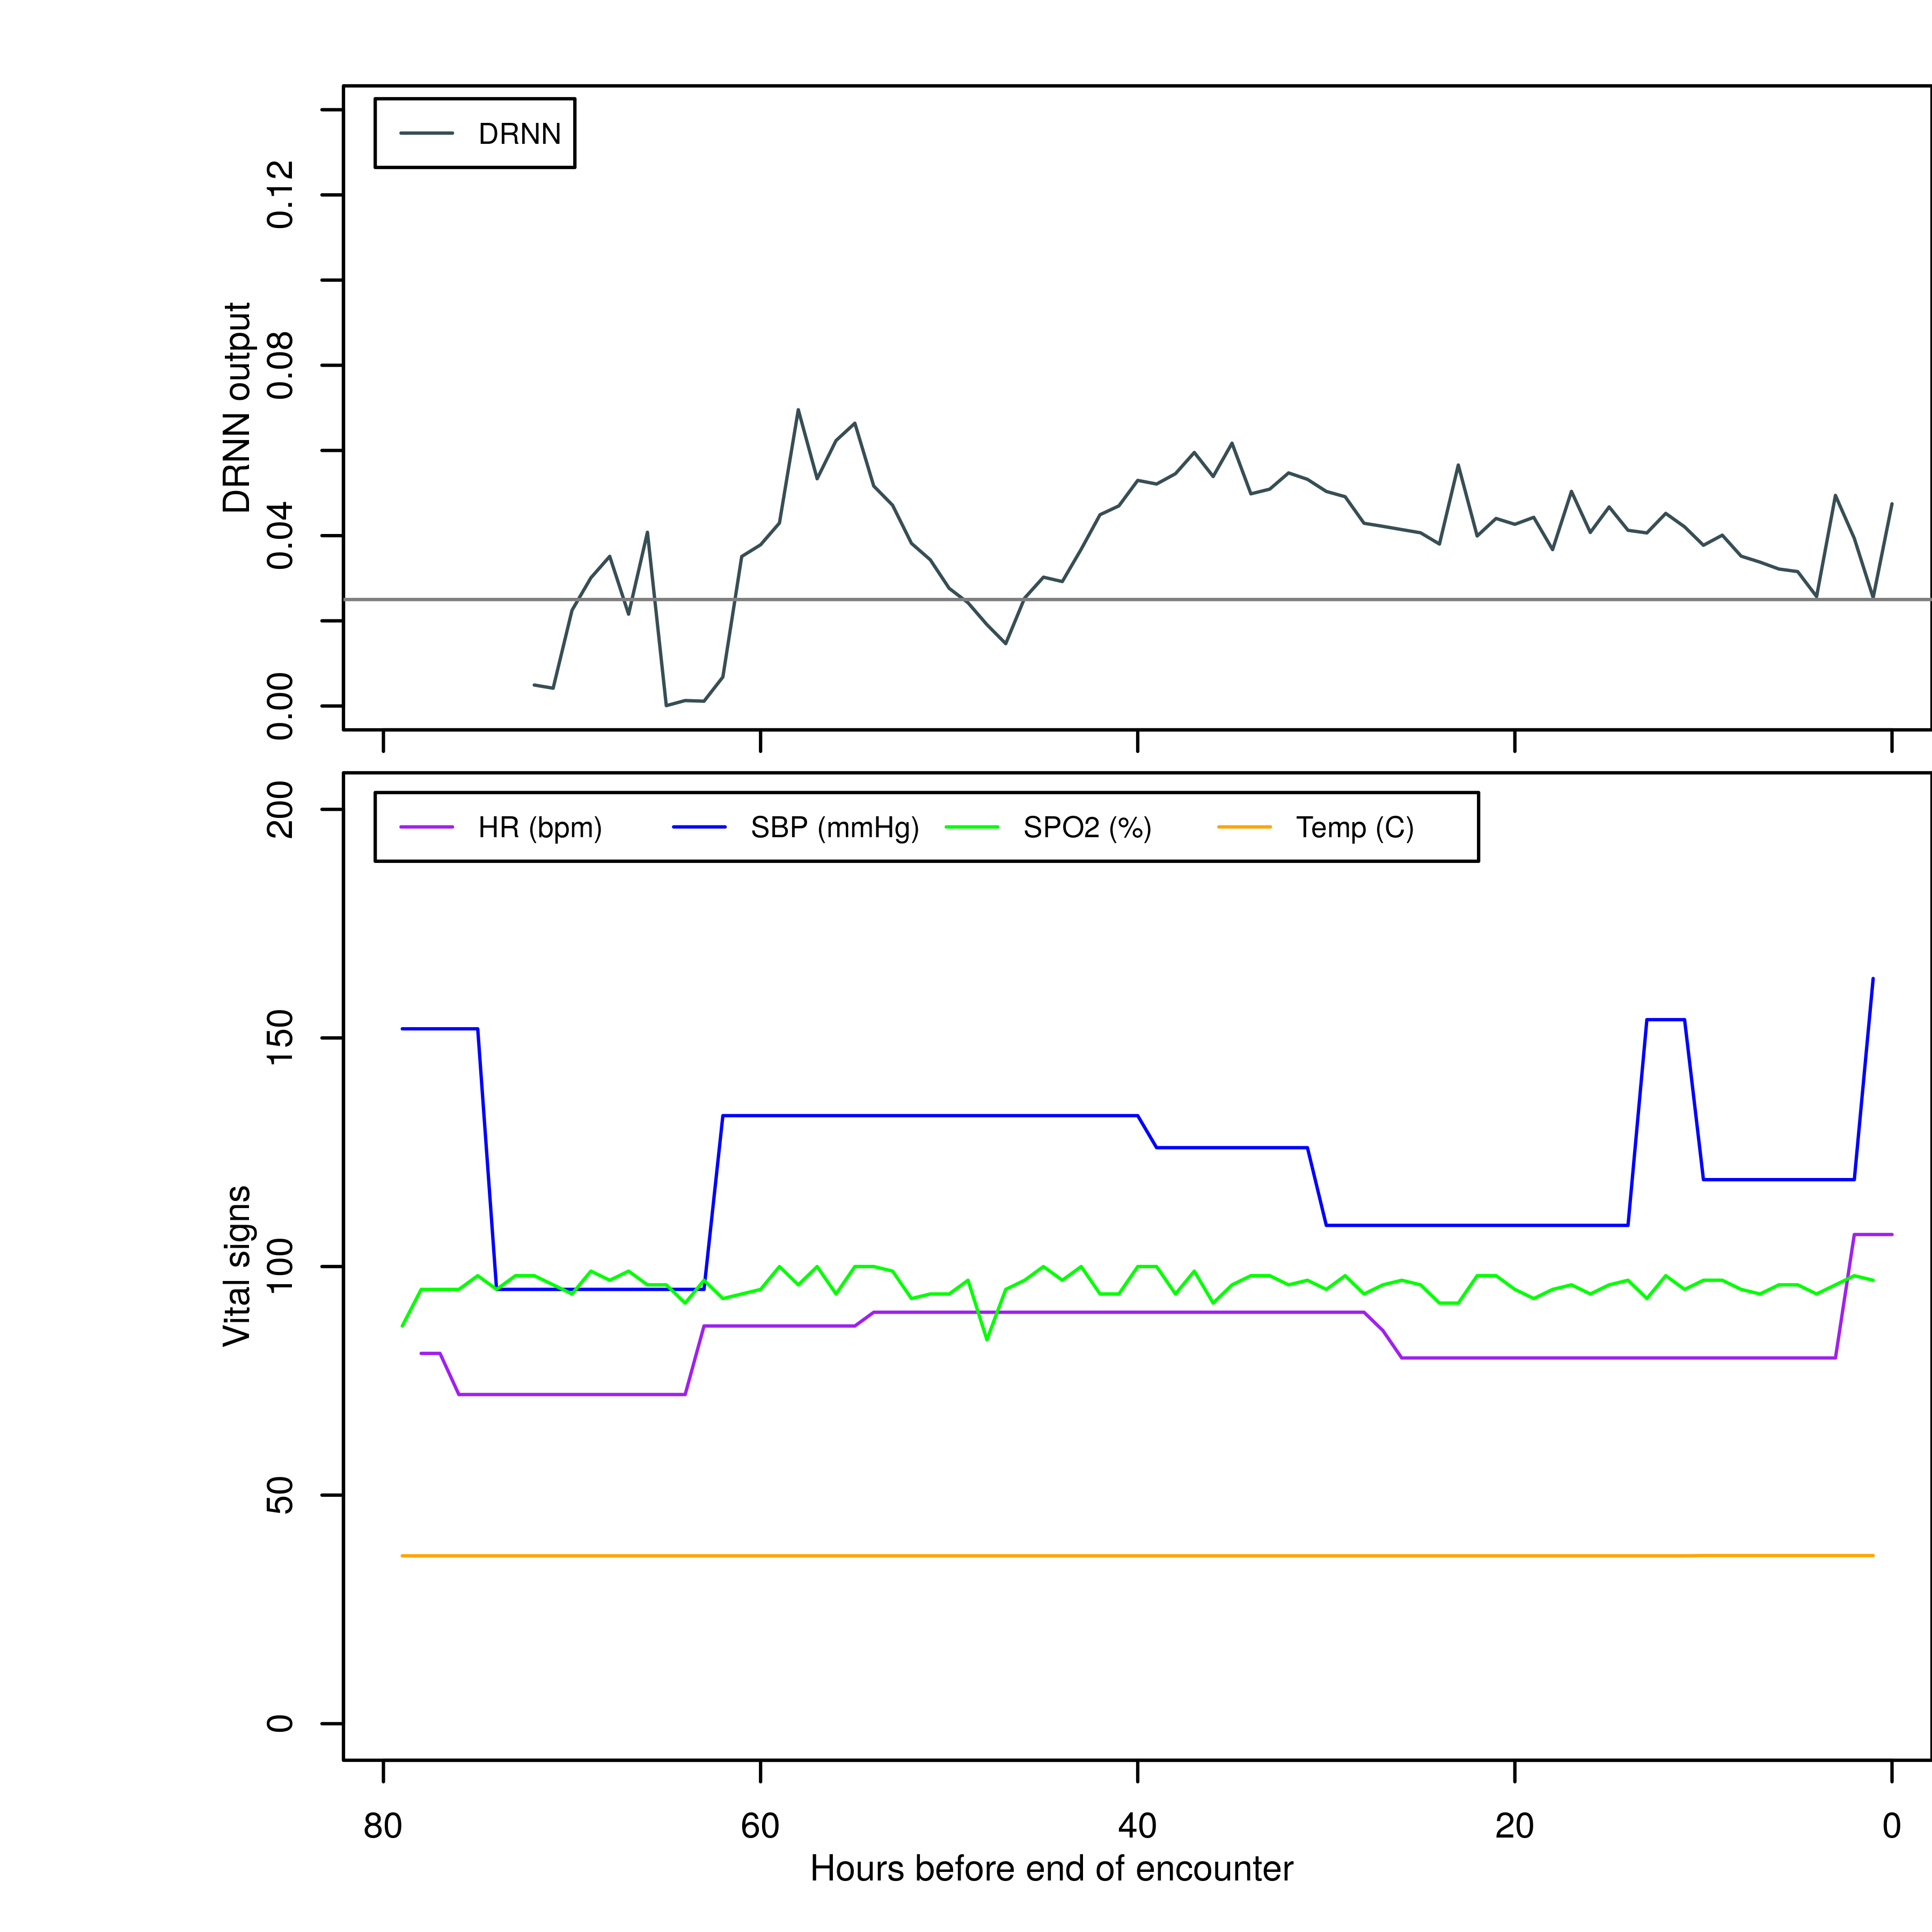 DRNN
0.12
0.08
0.04
0.00
DRNN output
HR (bpm) SBP (mmHg) SPO2 (%) Temp (C)
200
150
100
50
0
Vital signs
80 60 40 20 0
Hours before end of encounter